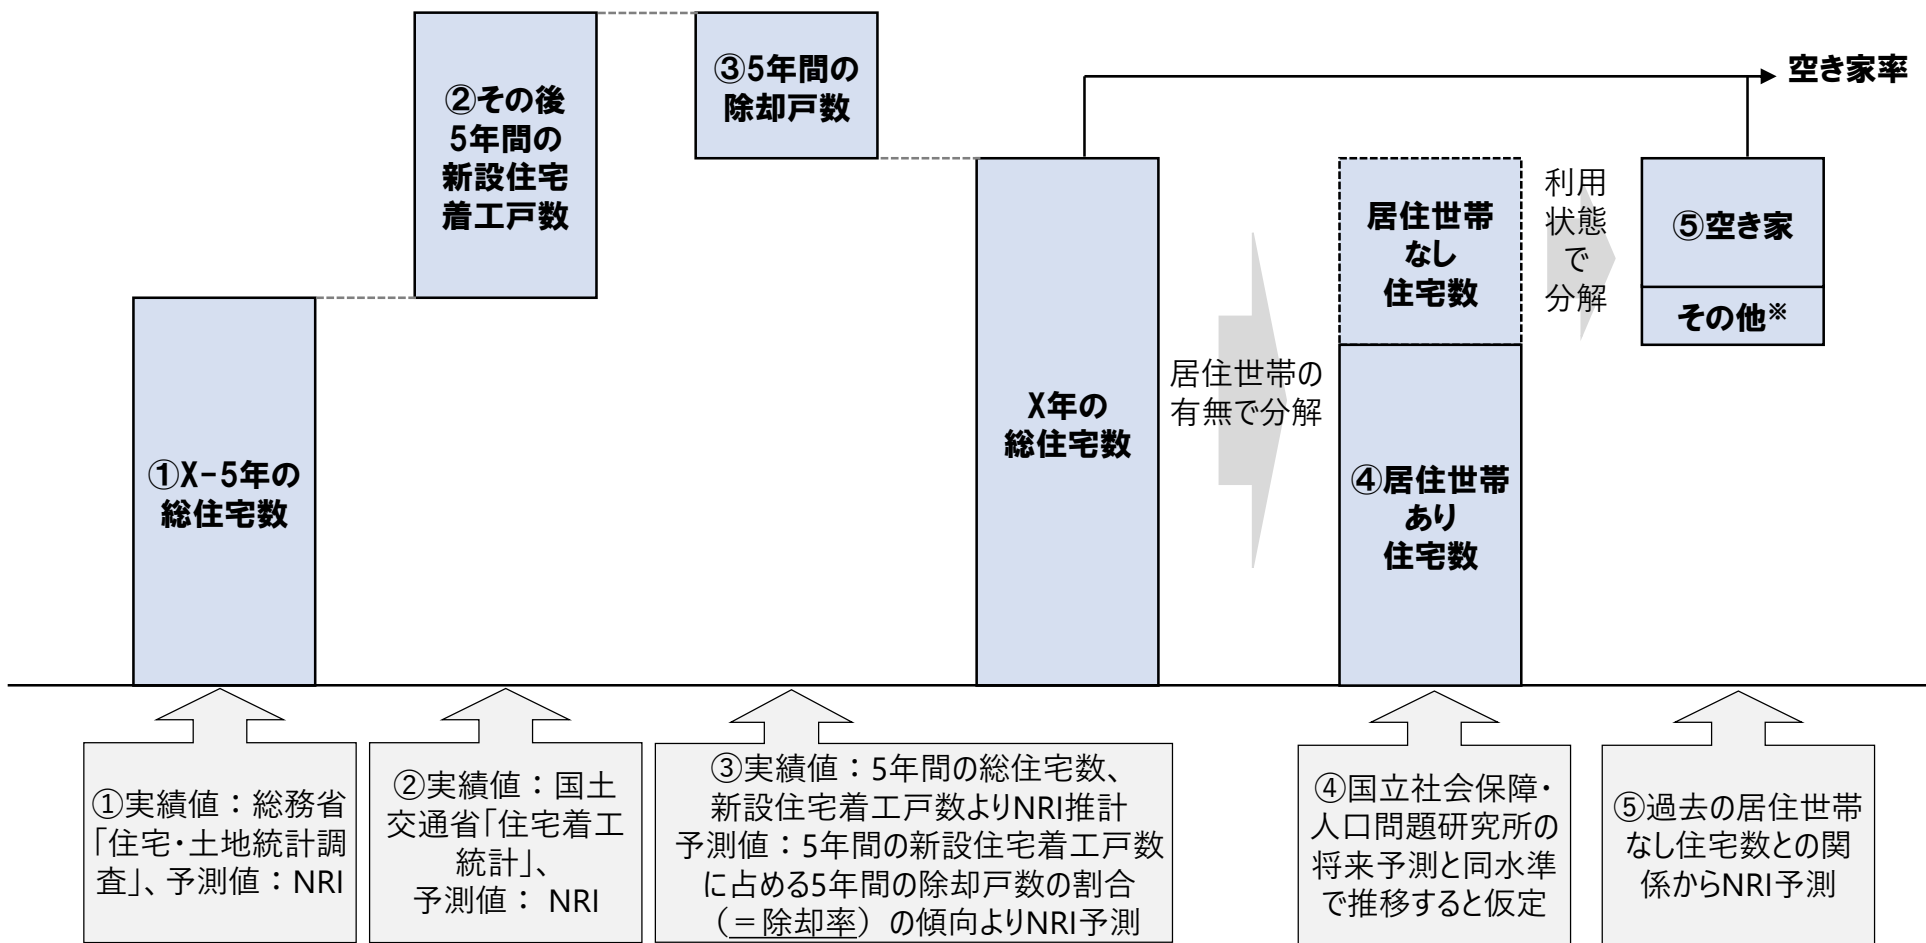 ②その後
5年間の
新設住宅
着工戸数
③5年間の
除却戸数
空き家率
①X-5年の
総住宅数
X年の
総住宅数
居住世帯の
有無で分解
居住世帯
なし
住宅数
④居住世帯
あり
住宅数
利用
状態
で
分解
⑤空き家
その他※
①実績値：総務省
「住宅・土地統計調
査」、予測値：NRI
②実績値：国土
交通省「住宅着工
統計」、
予測値： NRI
③実績値：5年間の総住宅数、
新設住宅着工戸数よりNRI推計
予測値：5年間の新設住宅着工戸数
に占める5年間の除却戸数の割合
（＝除却率）の傾向よりNRI予測
④国立社会保障・
人口問題研究所の
将来予測と同水準
で推移すると仮定
⑤過去の居住世帯
なし住宅数との関
係からNRI予測